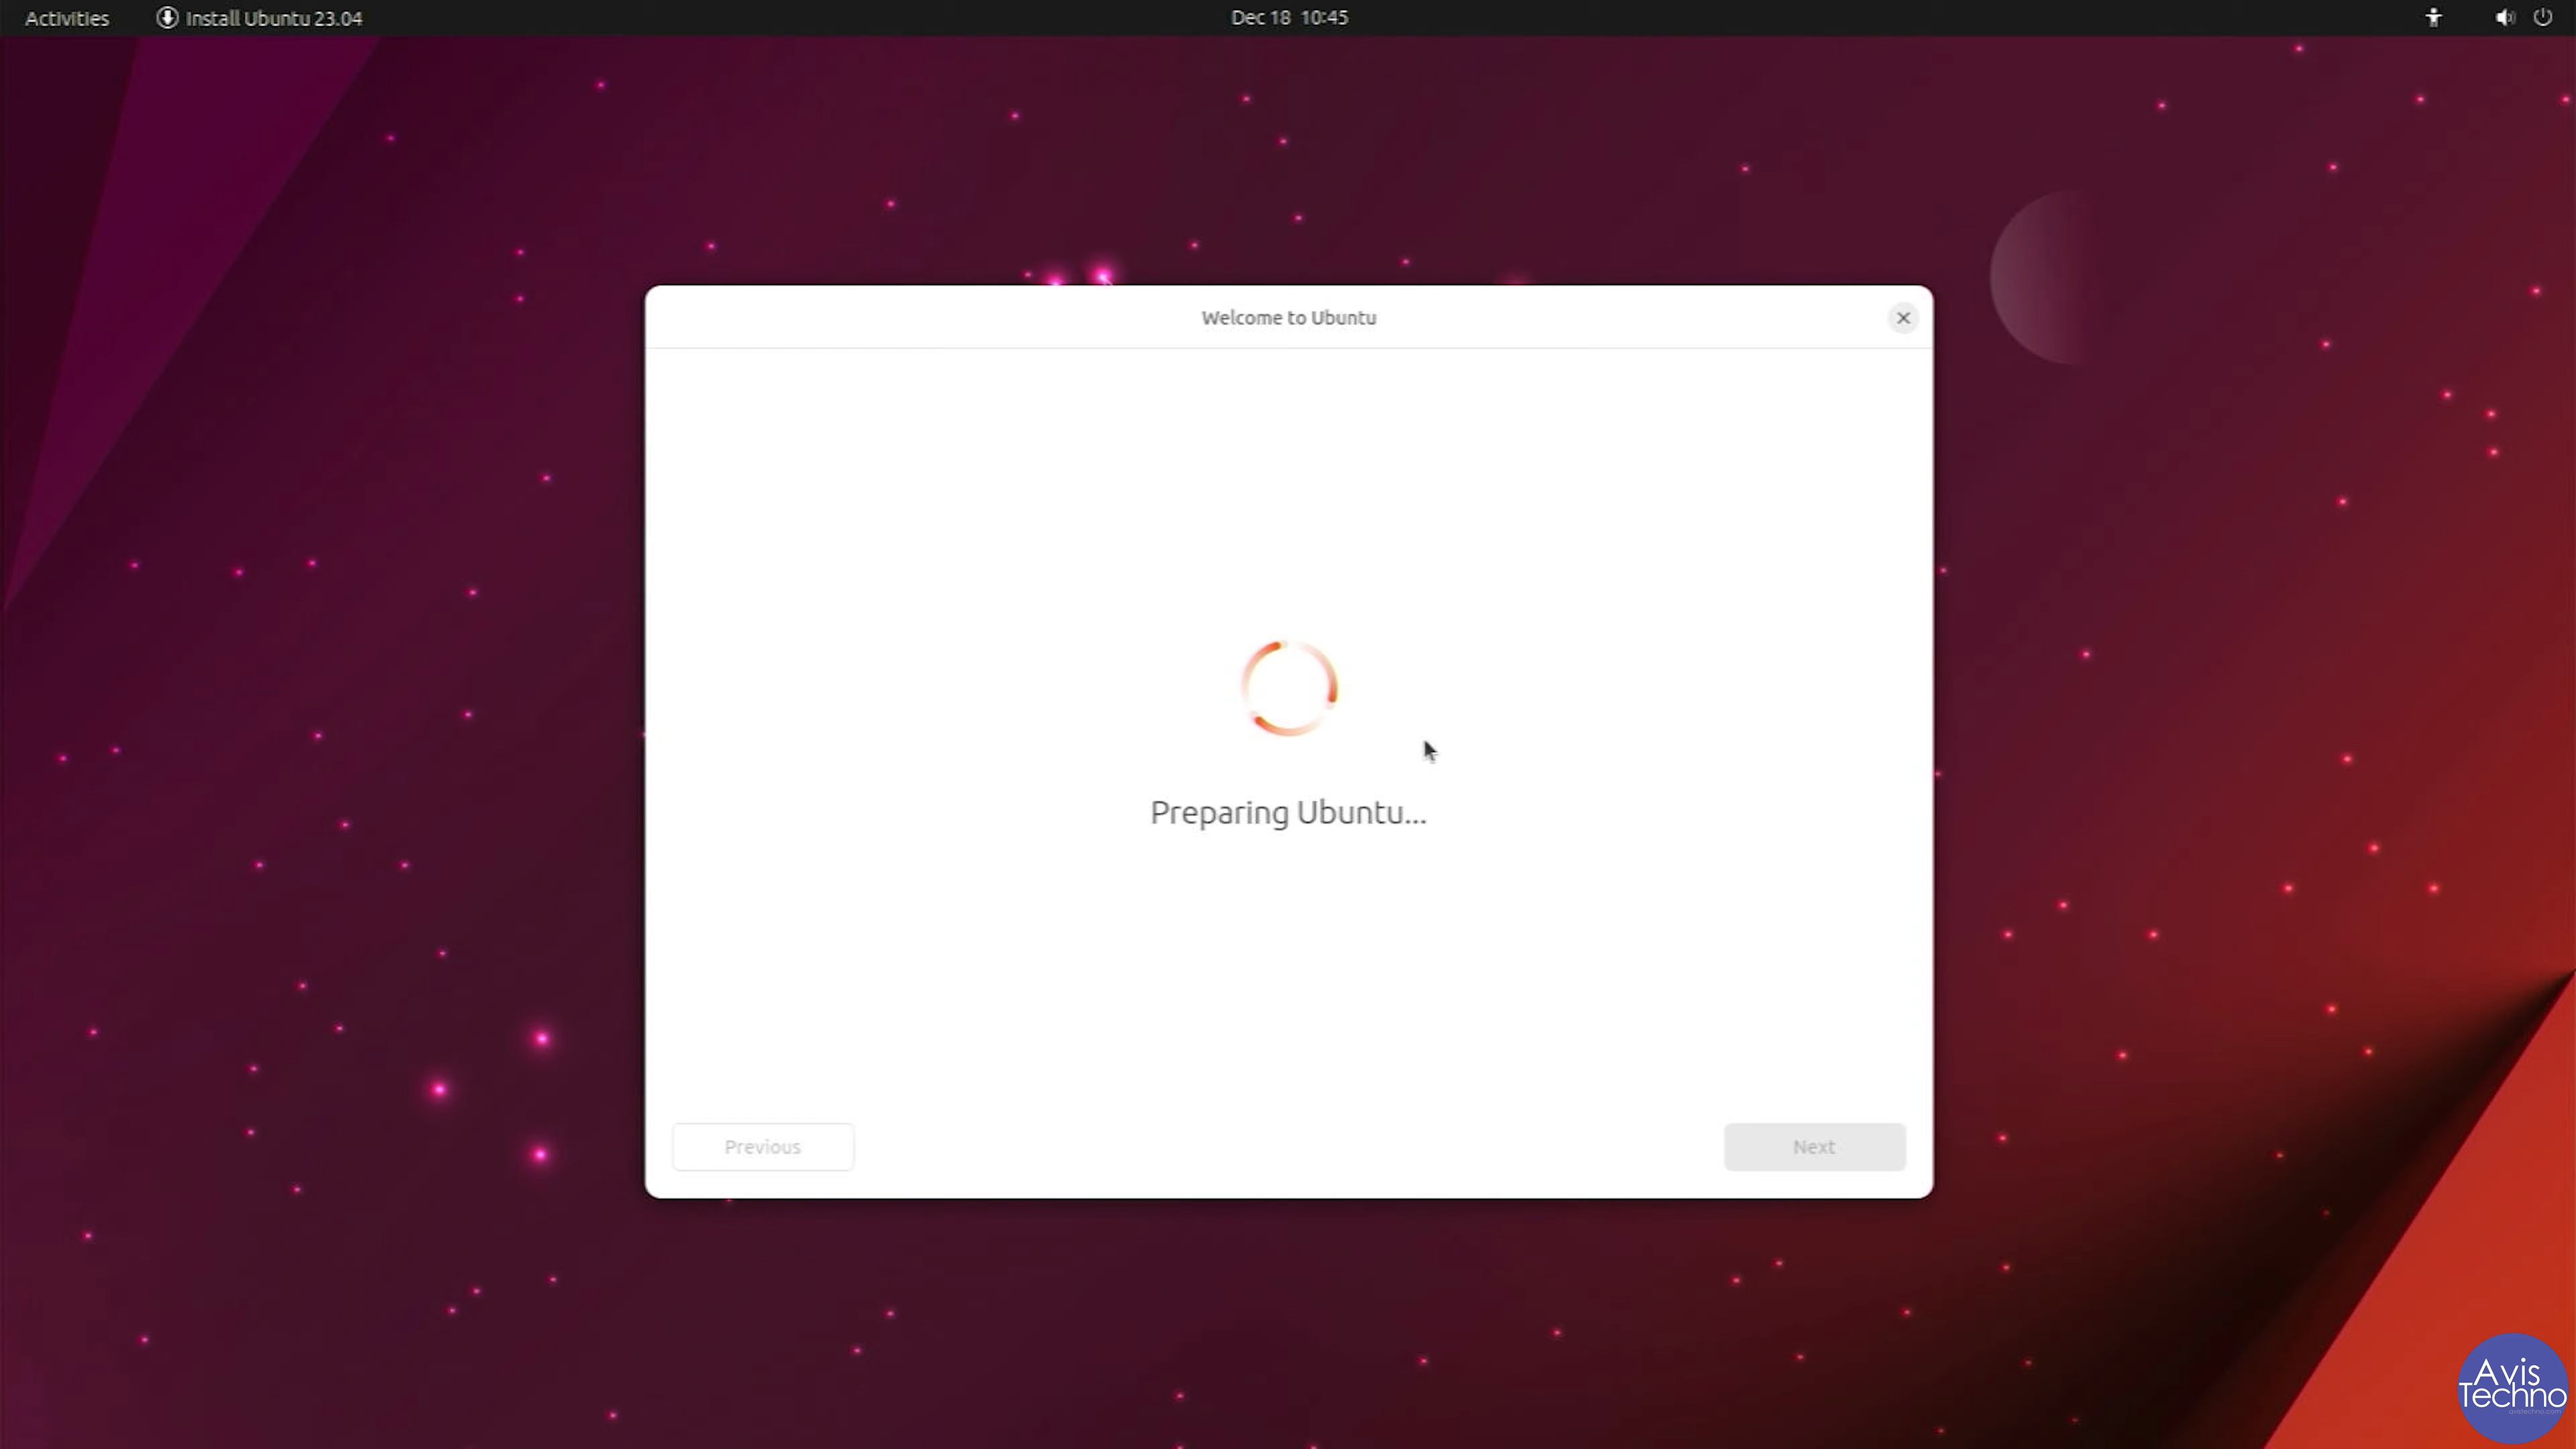 Activities
Install Ubuntu 23.04
Dec 18 10:45
Welcome to Ubuntu
Preparing Ubuntu...
Previous
Next
Avis
Techno